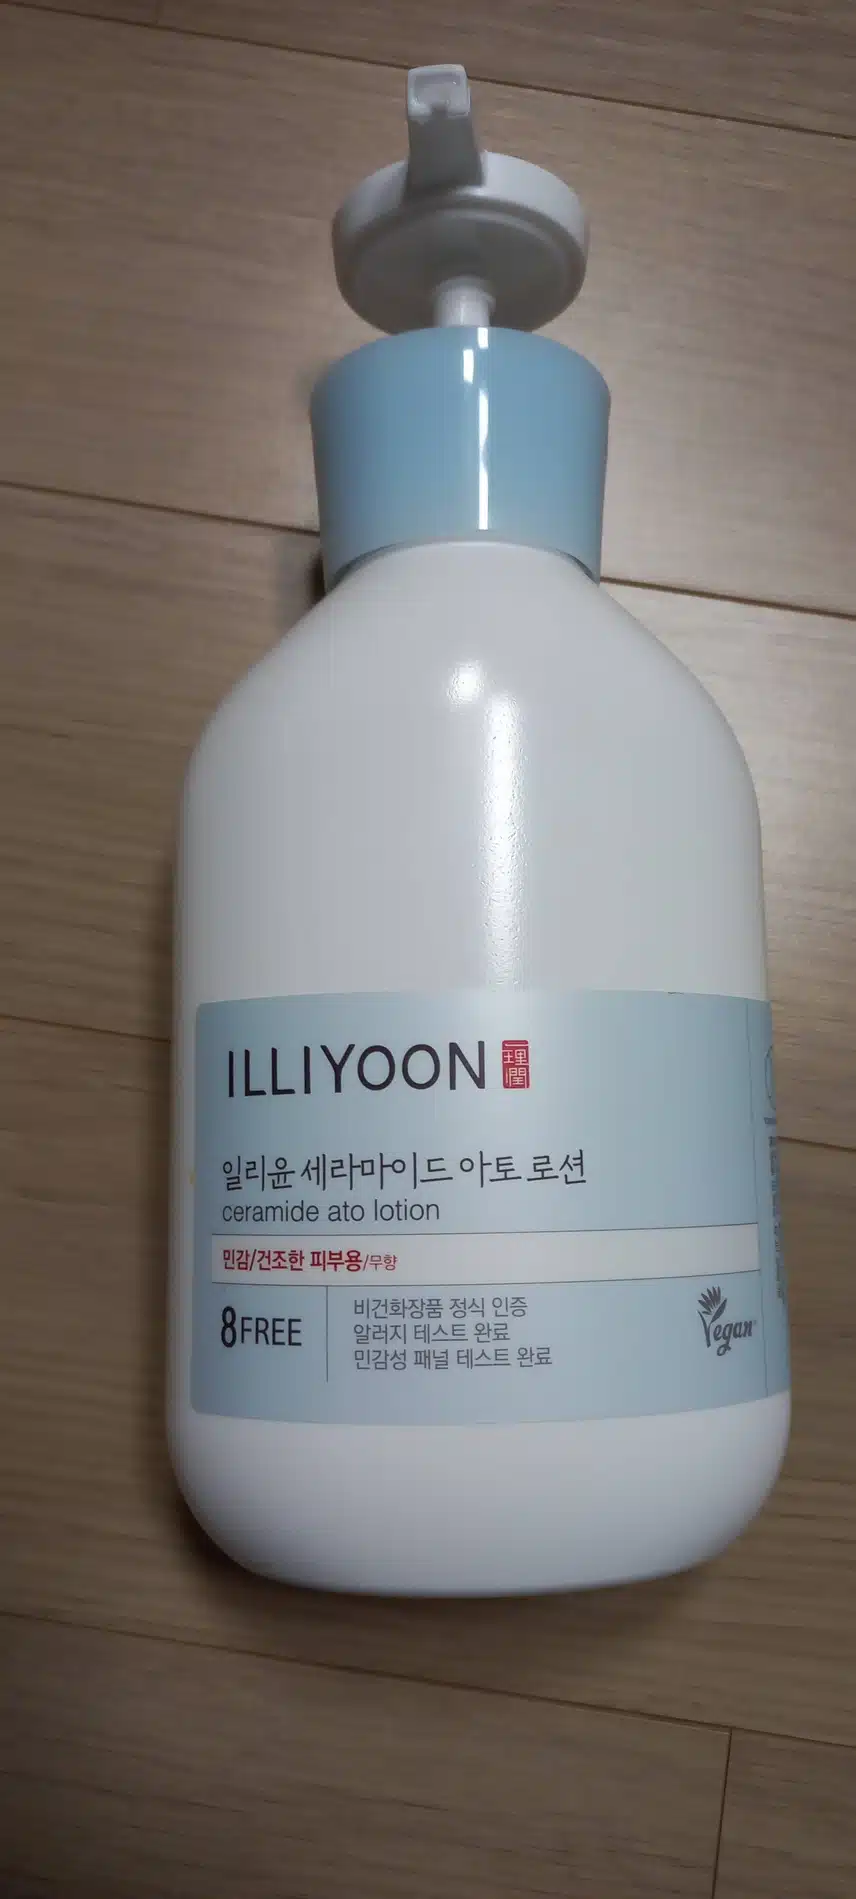 ILLIYOON
일리윤 세라마이드 아토 로션
ceramide ato lotion
민감/건조한 피부용/무향
8FREE
비건화장품 정식 인증
알러지 테스트 완료
민감성 패널 테스트 완료
Vegan